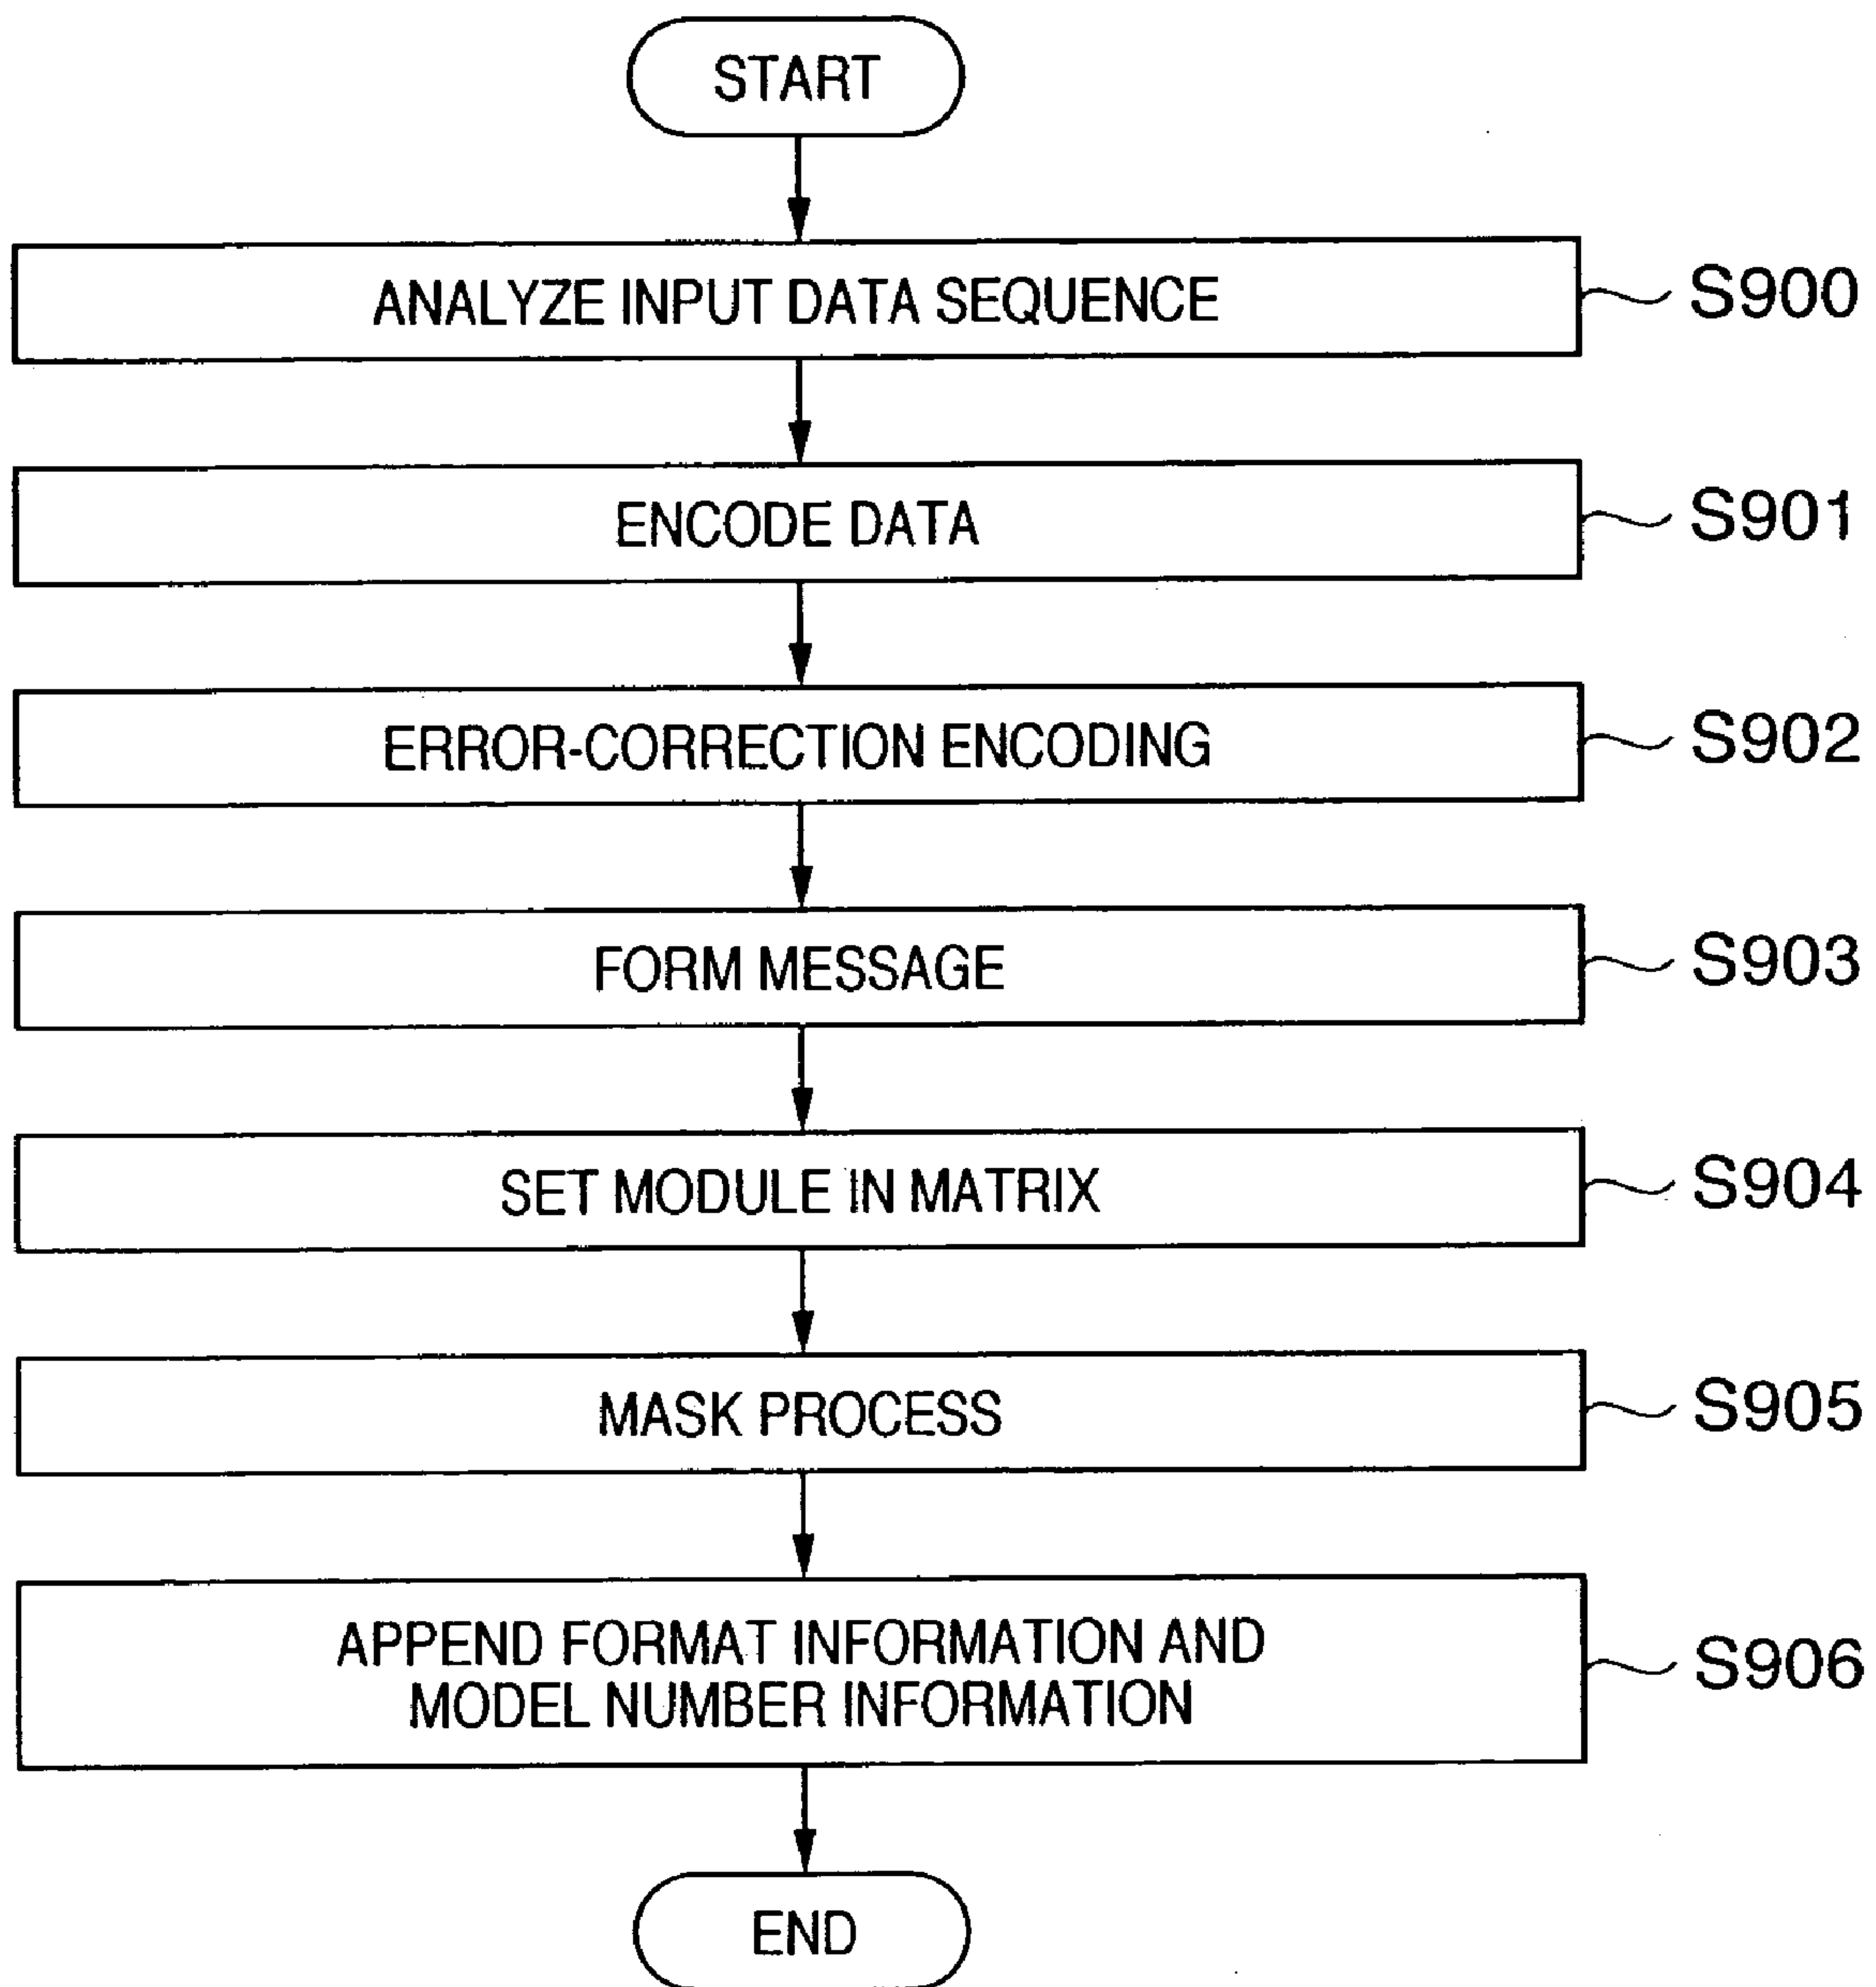 START
ANALYZE INPUT DATA SEQUENCE
S900
ENCODE DATA
S901
ERROR-CORRECTION ENCODING
S902
FORM MESSAGE
S903
SET MODULE IN MATRIX
S904
MASK PROCESS
S905
APPEND FORMAT INFORMATION AND
MODEL NUMBER INFORMATION
S906
END